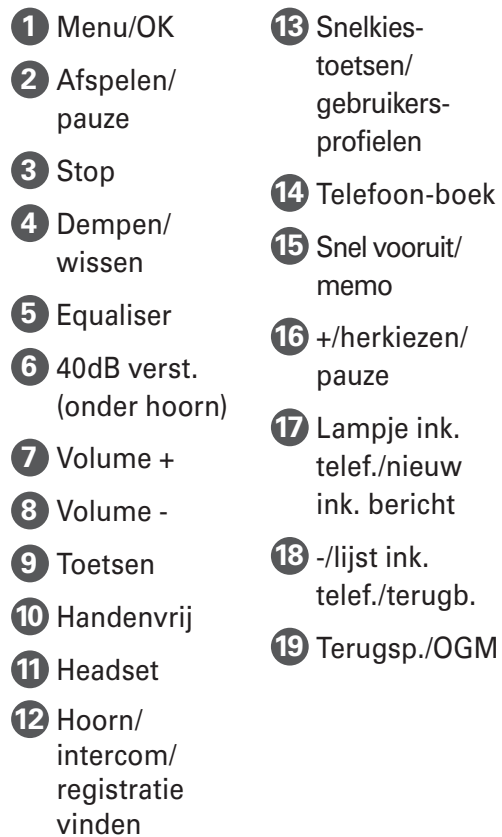 1 Menu/OK
2 Afspelen/
pauze
3 Stop
4 Dempen/
wissen
5 Equaliser
6 40dB verst.
(onder hoorn)
7 Volume +
8 Volume -
9 Toetsen
10 Handenvrij
11 Headset
12 Hoorn/
intercom/
registratie
vinden
13 Snelkies-
toetsen/
gebruikers-
profielen
14 Telefoon-boek
15 Snel vooruit/
memo
16 +/herkiezen/
pauze
17 Lampje ink.
telef./nieuw
ink. bericht
18 -/lijst ink.
telef./terugb.
19 Terugsp./OGM